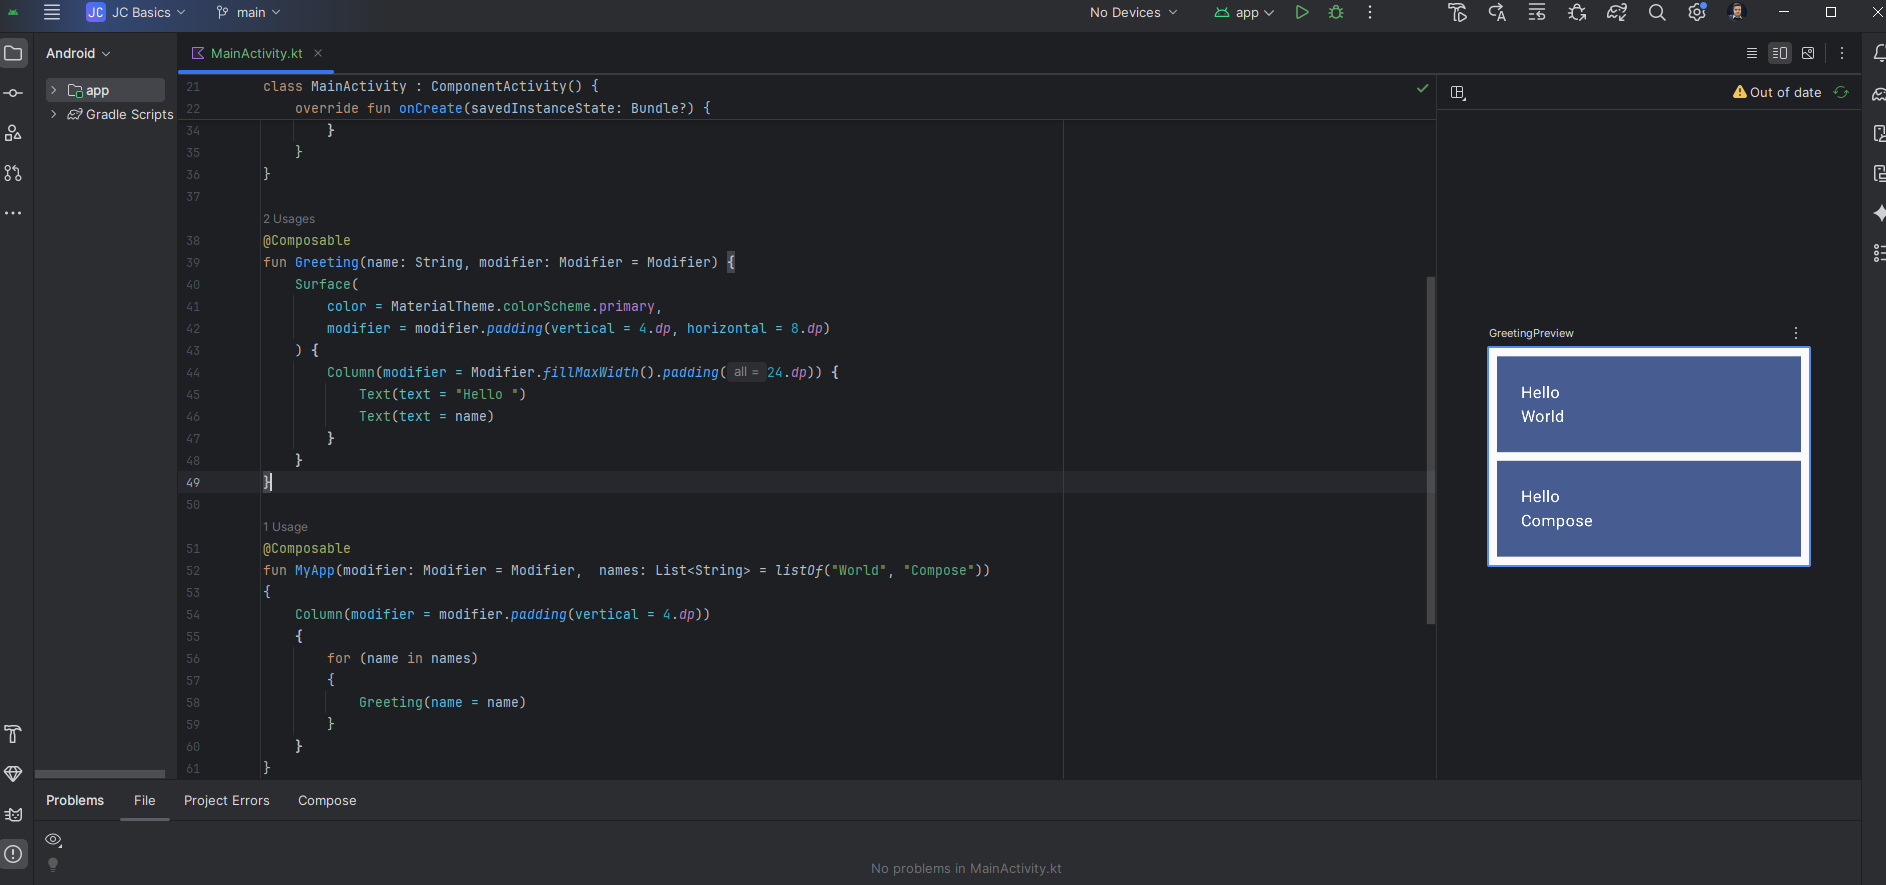 JC JC Basics main No Devices app
Android MainActivity.kt
app
Gradle Scripts
Out of date
21 class MainActivity : ComponentActivity() {
22 override fun onCreate(savedInstanceState: Bundle?) {
34 }
35 }
36 }
37
2 Usages
38 @Composable
39 fun Greeting(name: String, modifier: Modifier = Modifier) {
40 Surface(
41 color = MaterialTheme.colorScheme.primary,
42 modifier = modifier.padding(vertical = 4.dp, horizontal = 8.dp)
43 ) {
44 Column(modifier = Modifier.fillMaxWidth().padding( all = 24.dp)) {
45 Text(text = "Hello ")
46 Text(text = name)
47 }
48 }
49 }
50
1 Usage
51 @Composable
52 fun MyApp(modifier: Modifier = Modifier,  names: List<String> = listOf("World", "Compose"))
53 {
54 Column(modifier = modifier.padding(vertical = 4.dp))
55 {
56 for (name in names)
57 {
58 Greeting(name = name)
59 }
60 }
61 }
GreetingPreview
Hello
World
Hello
Compose
Problems File Project Errors Compose
No problems in MainActivity.kt